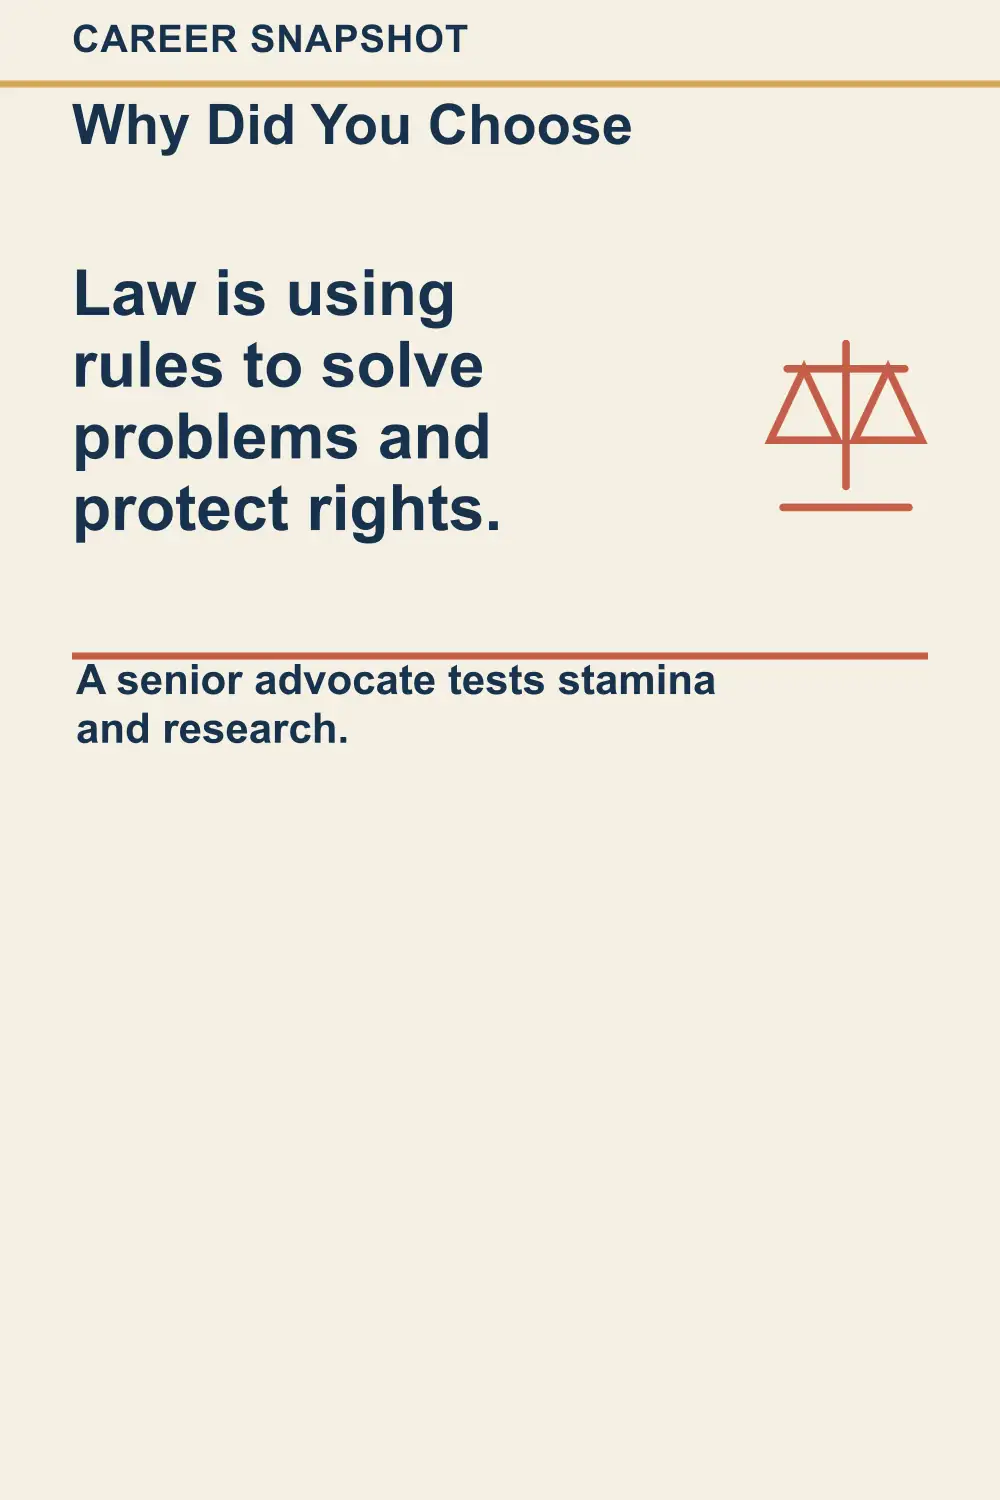 CAREER SNAPSHOT
Why Did You Choose
Law is using
rules to solve
problems and
protect rights.
A senior advocate tests stamina
and research.